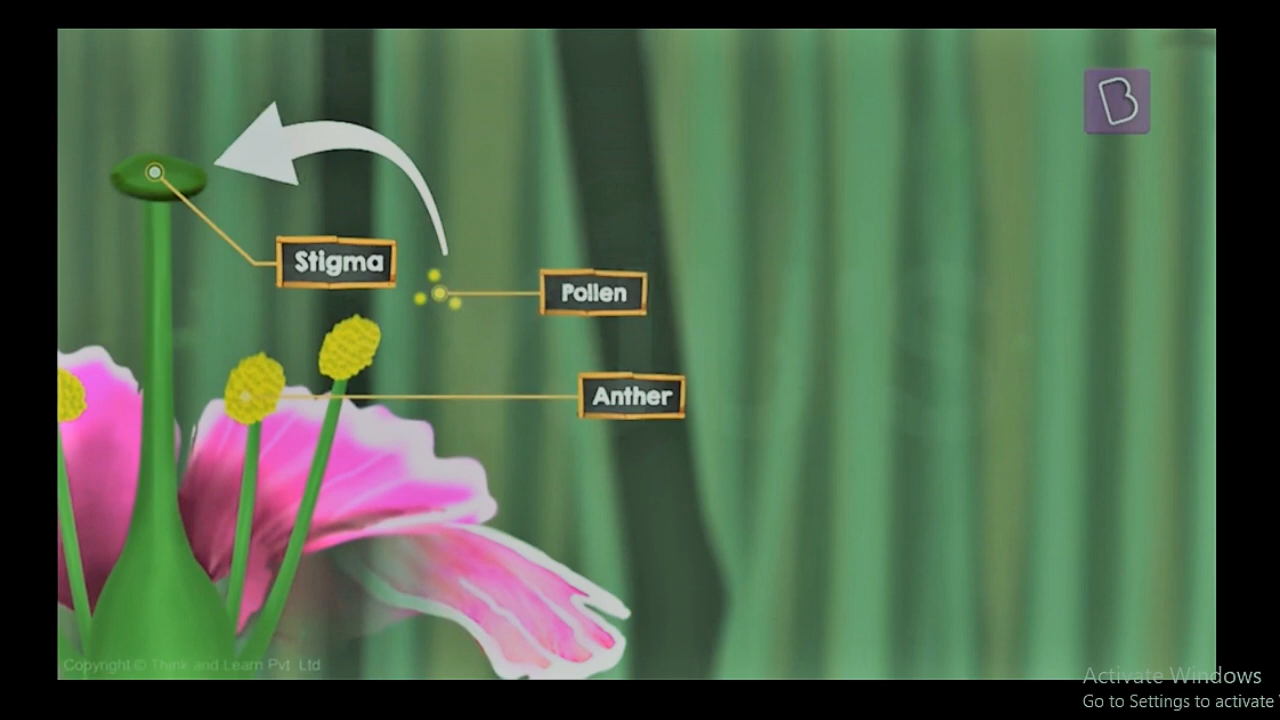 Stigma
Pollen
Anther
Copyright © Think and Learn Pvt. Ltd
Activate Windows
Go to Settings to activate